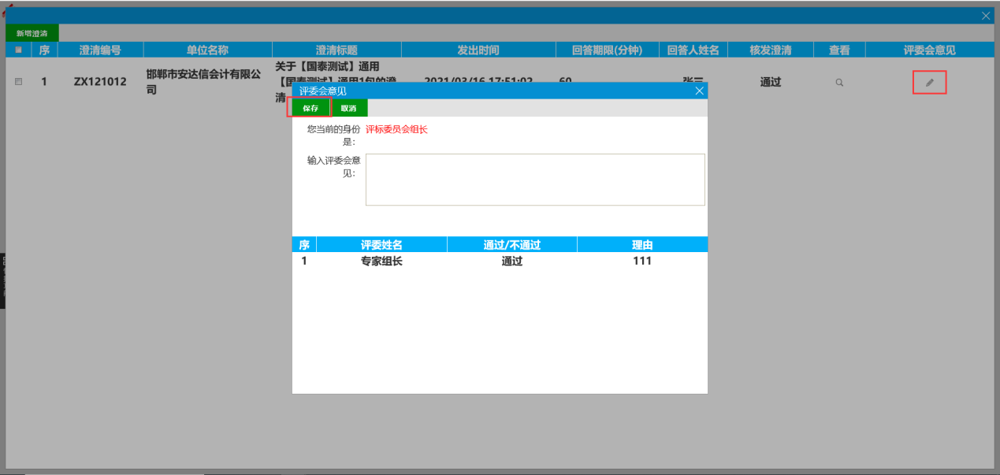 新增澄清
序 澄清编号 单位名称 澄清标题 发出时间 回答期限(分钟) 回答人姓名 核发澄清 查看 评委会意见
1 ZX121012 邯郸市安达信会计有限公 关于【国泰测试】通用 2021/03/16 17:51:02 60 张三 通过
司 【国泰测试】通用1包的澄
清
评委会意见
保存 取消
您当前的身份 评标委员会组长
是：
输入评委会意
见：
序 评委姓名 通过/不通过 理由
1 专家组长 通过 111